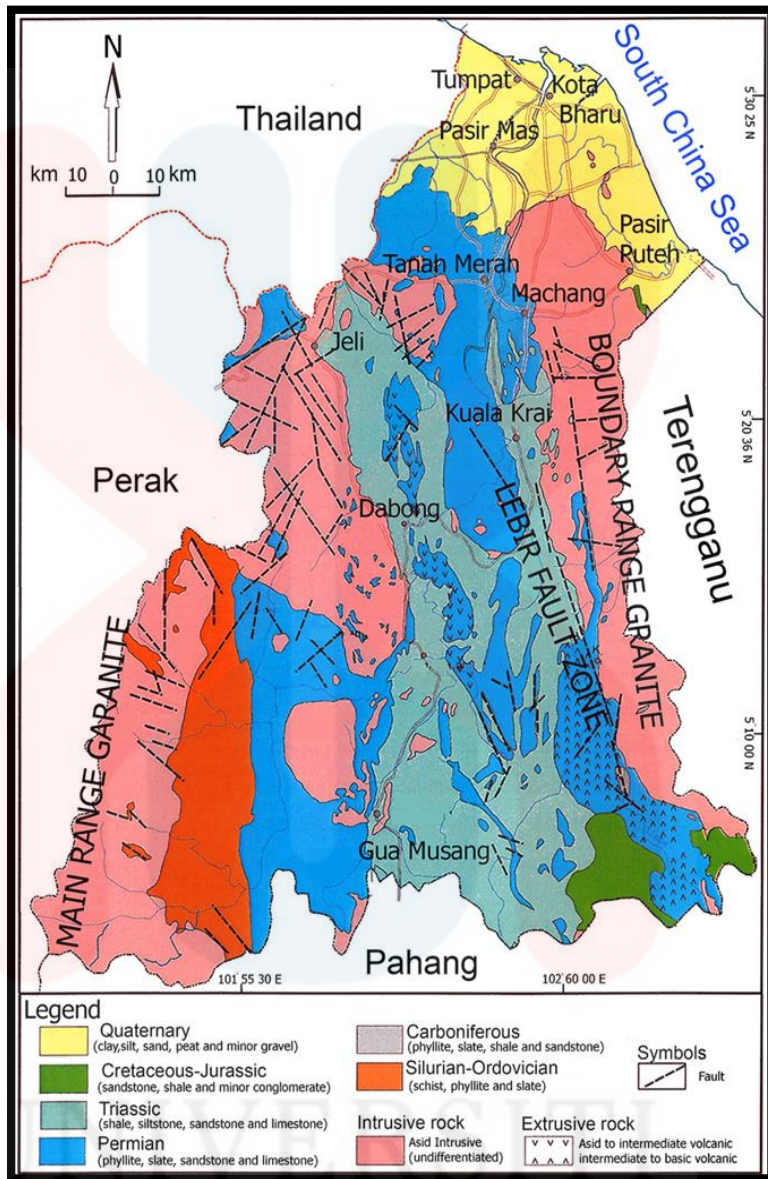 N
km 10 0 10 km
Thailand
South China Sea
Tumpat
Kota
Bharu
Pasir Mas
5 30 25 N
Pasir
Puteh
Tanah Merah
Machang
Jeli
Kuala Krai
5 20 36 N
Perak
Terengganu
Dabong
BOUNDARY RANGE GRANITE
LEBIR FAULT ZONE
MAIN RANGE GARANITE
5 10 00 N
Gua Musang
Pahang
101 55 30 E
102 60 00 E
Legend
Quaternary
(clay,silt, sand, peat and minor gravel)
Cretaceous-Jurassic
(sandstone, shale and minor conglomerate)
Triassic
(shale, siltstone, sandstone and limestone)
Permian
(phyllite, slate, sandstone and limestone)
Carboniferous
(phyllite, slate, shale and sandstone)
Silurian-Ordovician
(schist, phyllite and slate)
Intrusive rock
Asid Intrusive
(undifferentiated)
Symbols
Fault
Extrusive rock
Asid to intermediate volcanic
intermediate to basic volcanic
UNIVERSITI